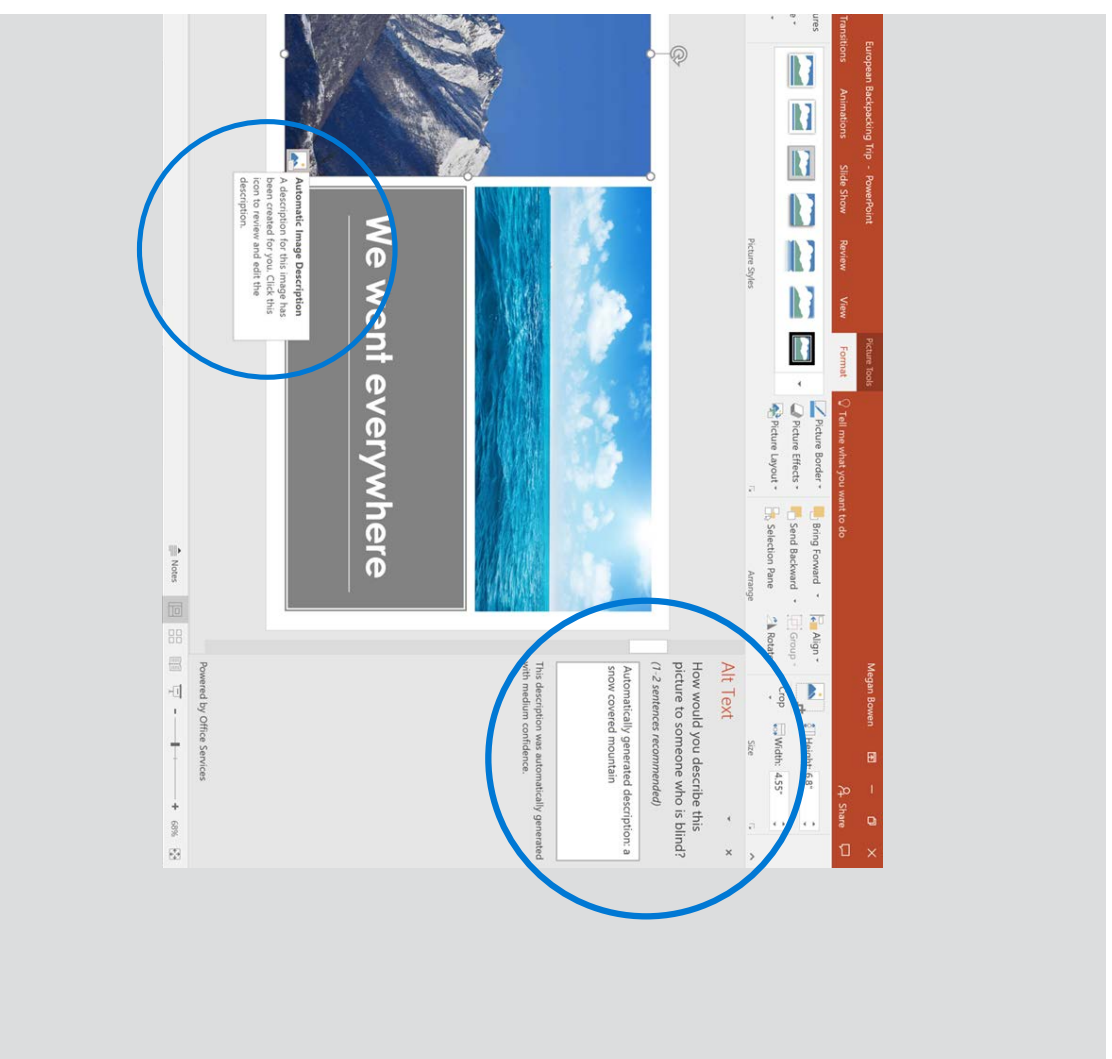 European Backpacking Trip - PowerPoint
Picture Tools
Megan Bowen
Transitions
Animations
Slide Show
Review
View
Format
Tell me what you want to do
Share
Picture Border
Picture Effects
Picture Layout
Bring Forward
Send Backward
Selection Pane
Align
Group
Rotate
Crop
Height: 6.8"
Width: 4.55"
Picture Styles
Arrange
Size
Alt Text
How would you describe this
picture to someone who is blind?
(1-2 sentences recommended)
Automatically generated description: a
snow covered mountain
This description was automatically generated
with medium confidence.
We went everywhere
Automatic Image Description
A description for this image has
been created for you. Click this
icon to review and edit the
description.
Powered by Office Services
Notes
68%